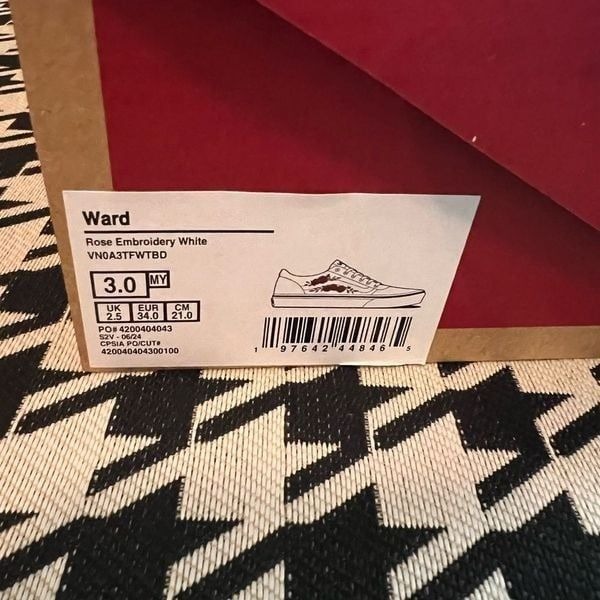 Ward
Rose Embroidery White
VN0A3TFWTBD
3.0 MY
UK EUR CM
2.5 34.0 21.0
PO# 4200404043
S2V - 06/24
CPSIA PO/CUT#
420040404300100
1 97642 44846 5